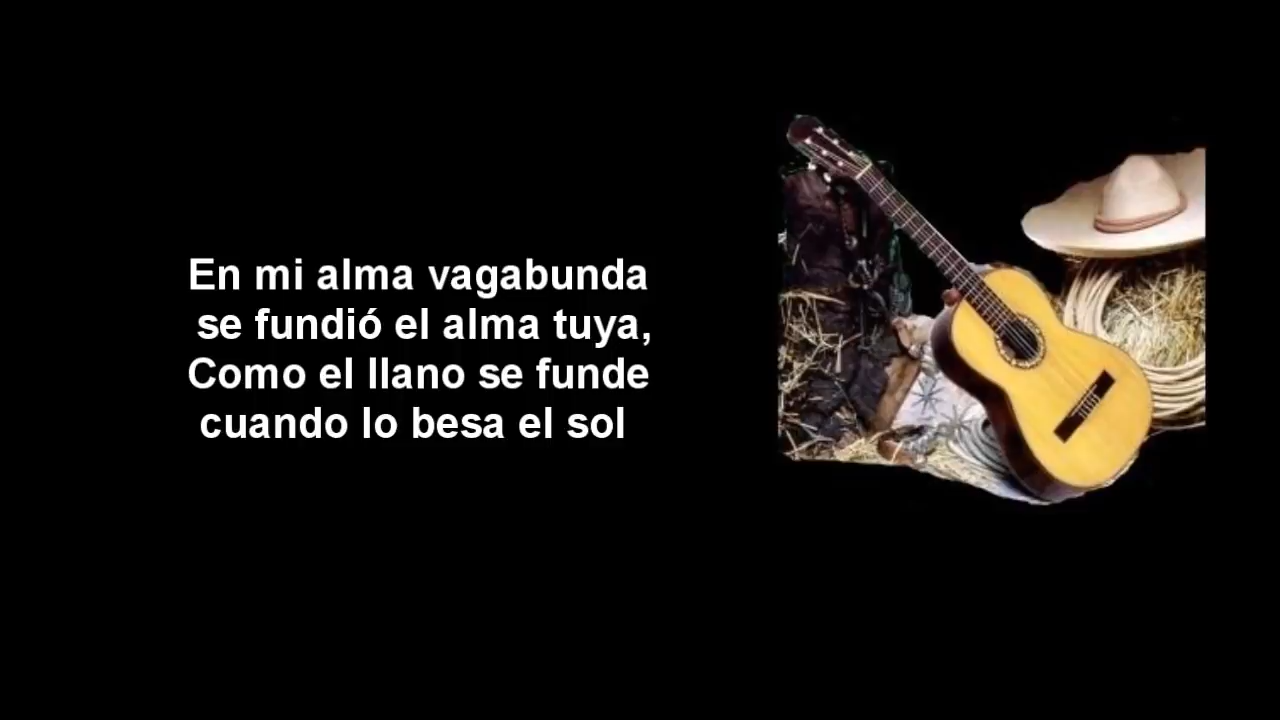 En mi alma vagabunda
se fundió el alma tuya,
Como el llano se funde
cuando lo besa el sol